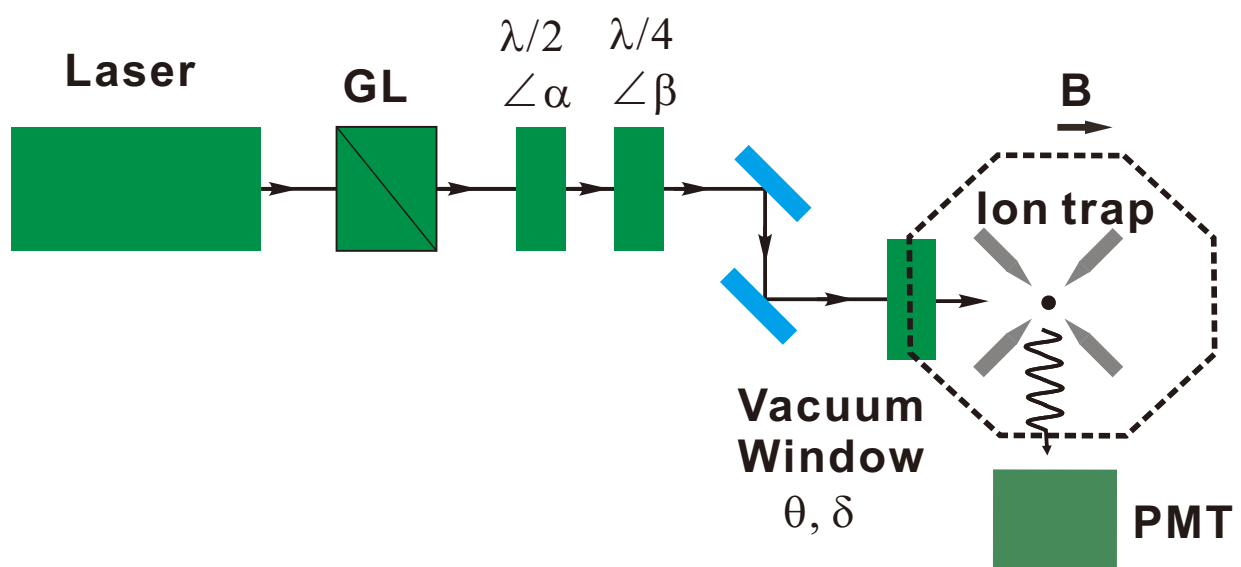 Laser
GL
λ/2
∠α
λ/4
∠β
B
Ion trap
Vacuum
Window
θ, δ
PMT